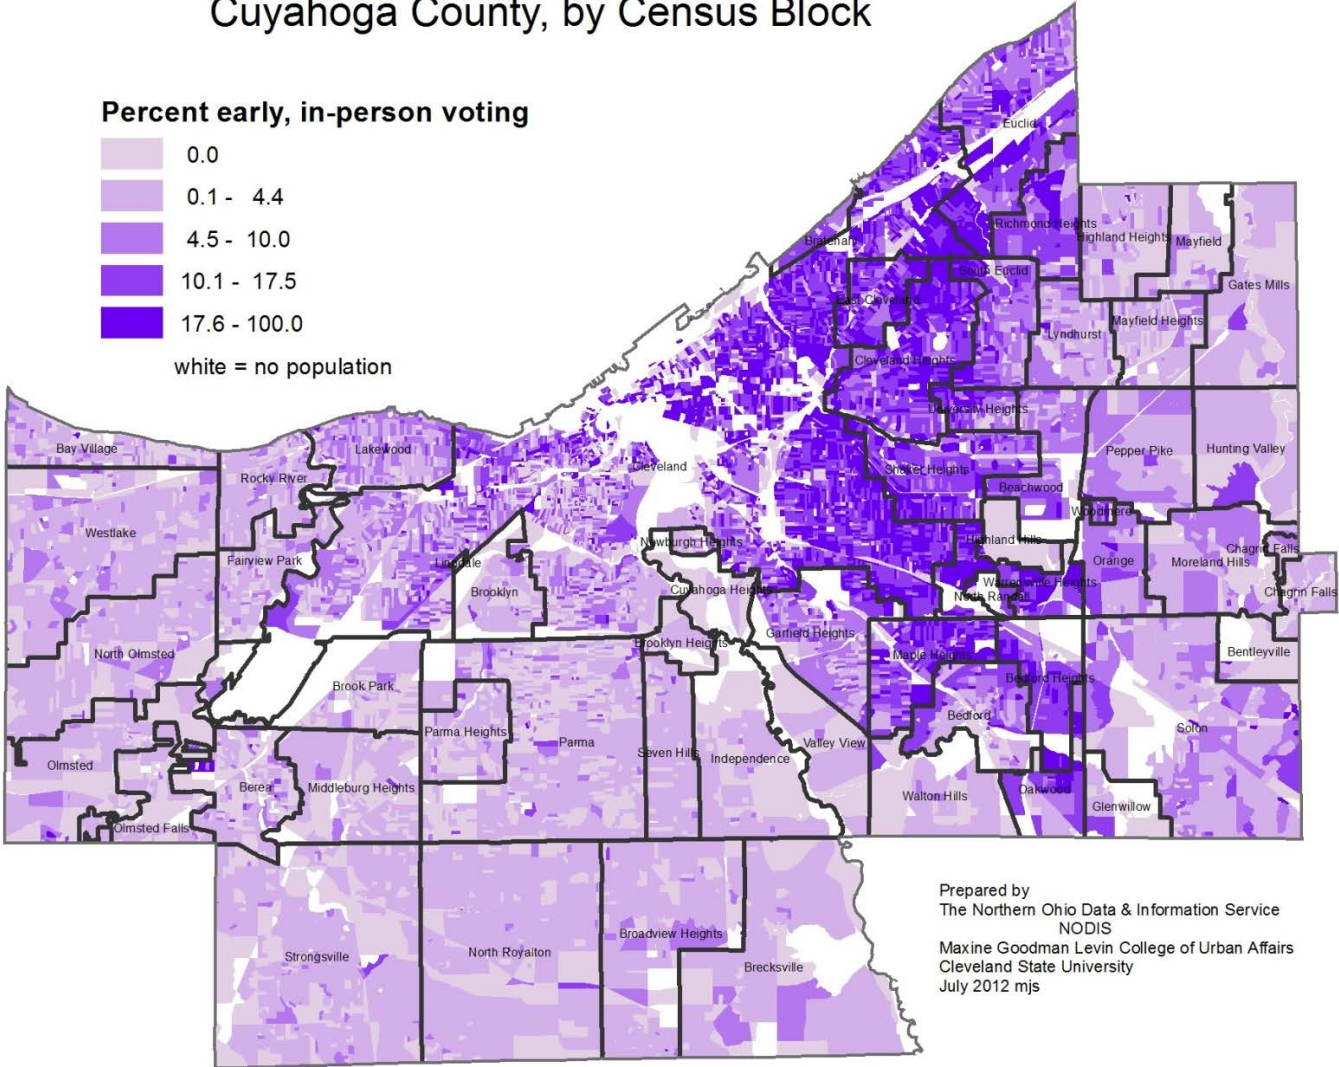 Cuyahoga County, by Census Block
Percent early, in-person voting
0.0
0.1 - 4.4
4.5 - 10.0
10.1 - 17.5
17.6 - 100.0
white = no population
Euclid
Bratenahl
Richmond Heights
Highland Heights
Mayfield
South Euclid
Gates Mills
East Cleveland
Mayfield Heights
Lyndhurst
Cleveland Heights
University Heights
Bay Village
Lakewood
Rocky River
Cleveland
Shaker Heights
Pepper Pike
Hunting Valley
Beachwood
Woodmere
Westlake
Newburgh Heights
Highland Hills
Chagrin Falls
Fairview Park
Linndale
Orange
Moreland Hills
Brooklyn
Cuyahoga Heights
Warrensville Heights
North Randall
Chagrin Falls
Garfield Heights
Brooklyn Heights
North Olmsted
Maple Heights
Bentleyville
Brook Park
Bedford Heights
Bedford
Solon
Parma Heights
Parma
Seven Hills
Independence
Valley View
Olmsted
Berea
Middleburg Heights
Walton Hills
Oakwood
Glenwillow
Olmsted Falls
Strongsville
North Royalton
Broadview Heights
Brecksville
Prepared by
The Northern Ohio Data & Information Service
NODIS
Maxine Goodman Levin College of Urban Affairs
Cleveland State University
July 2012 mjs